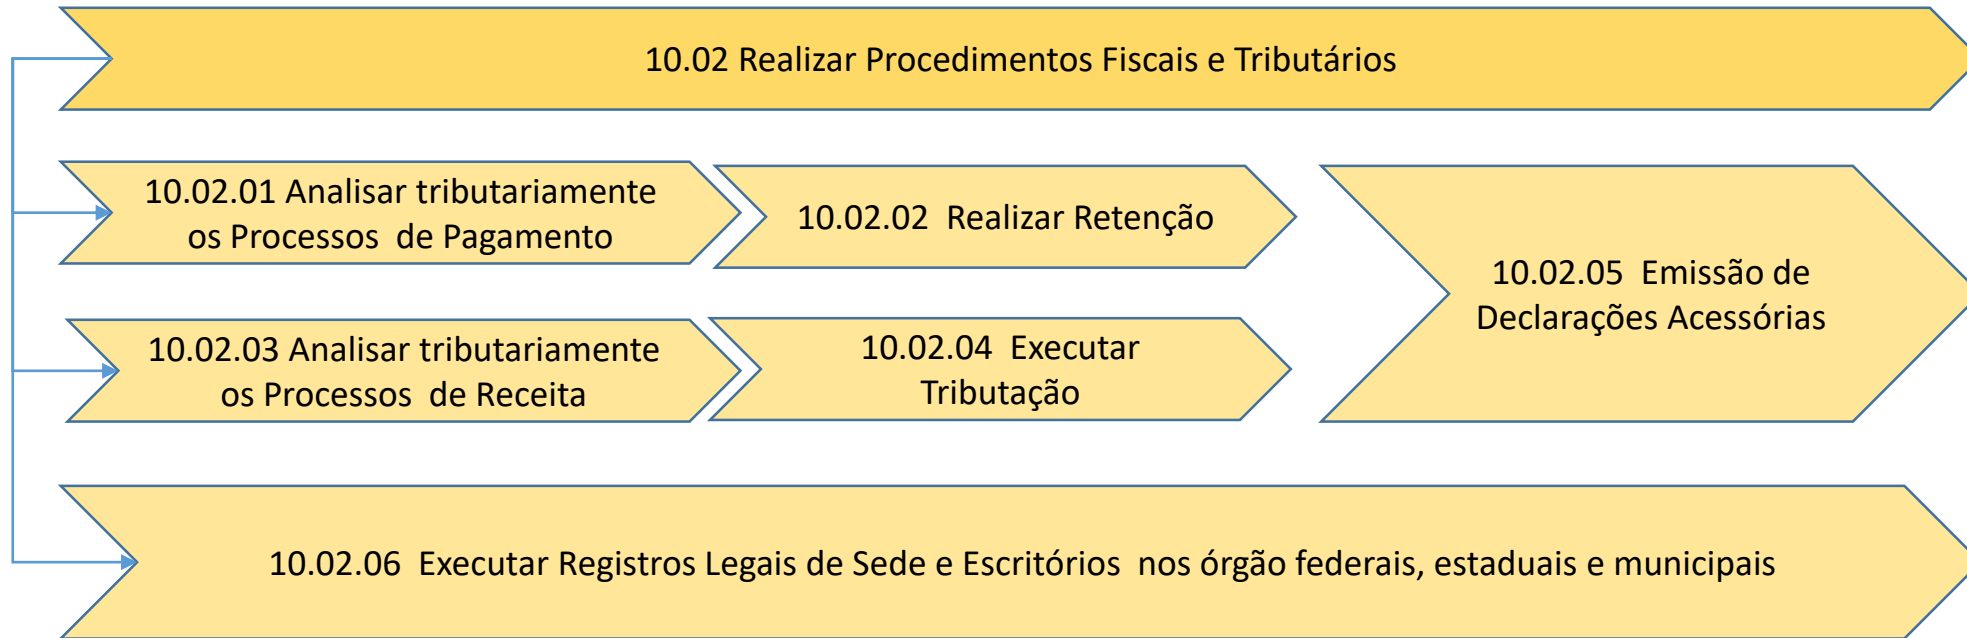 10.02 Realizar Procedimentos Fiscais e Tributários
10.02.01 Analisar tributariamente
os Processos de Pagamento
10.02.02 Realizar Retenção
10.02.03 Analisar tributariamente
os Processos de Receita
10.02.04 Executar
Tributação
10.02.05 Emissão de
Declarações Acessórias
10.02.06 Executar Registros Legais de Sede e Escritórios nos órgão federais, estaduais e municipais